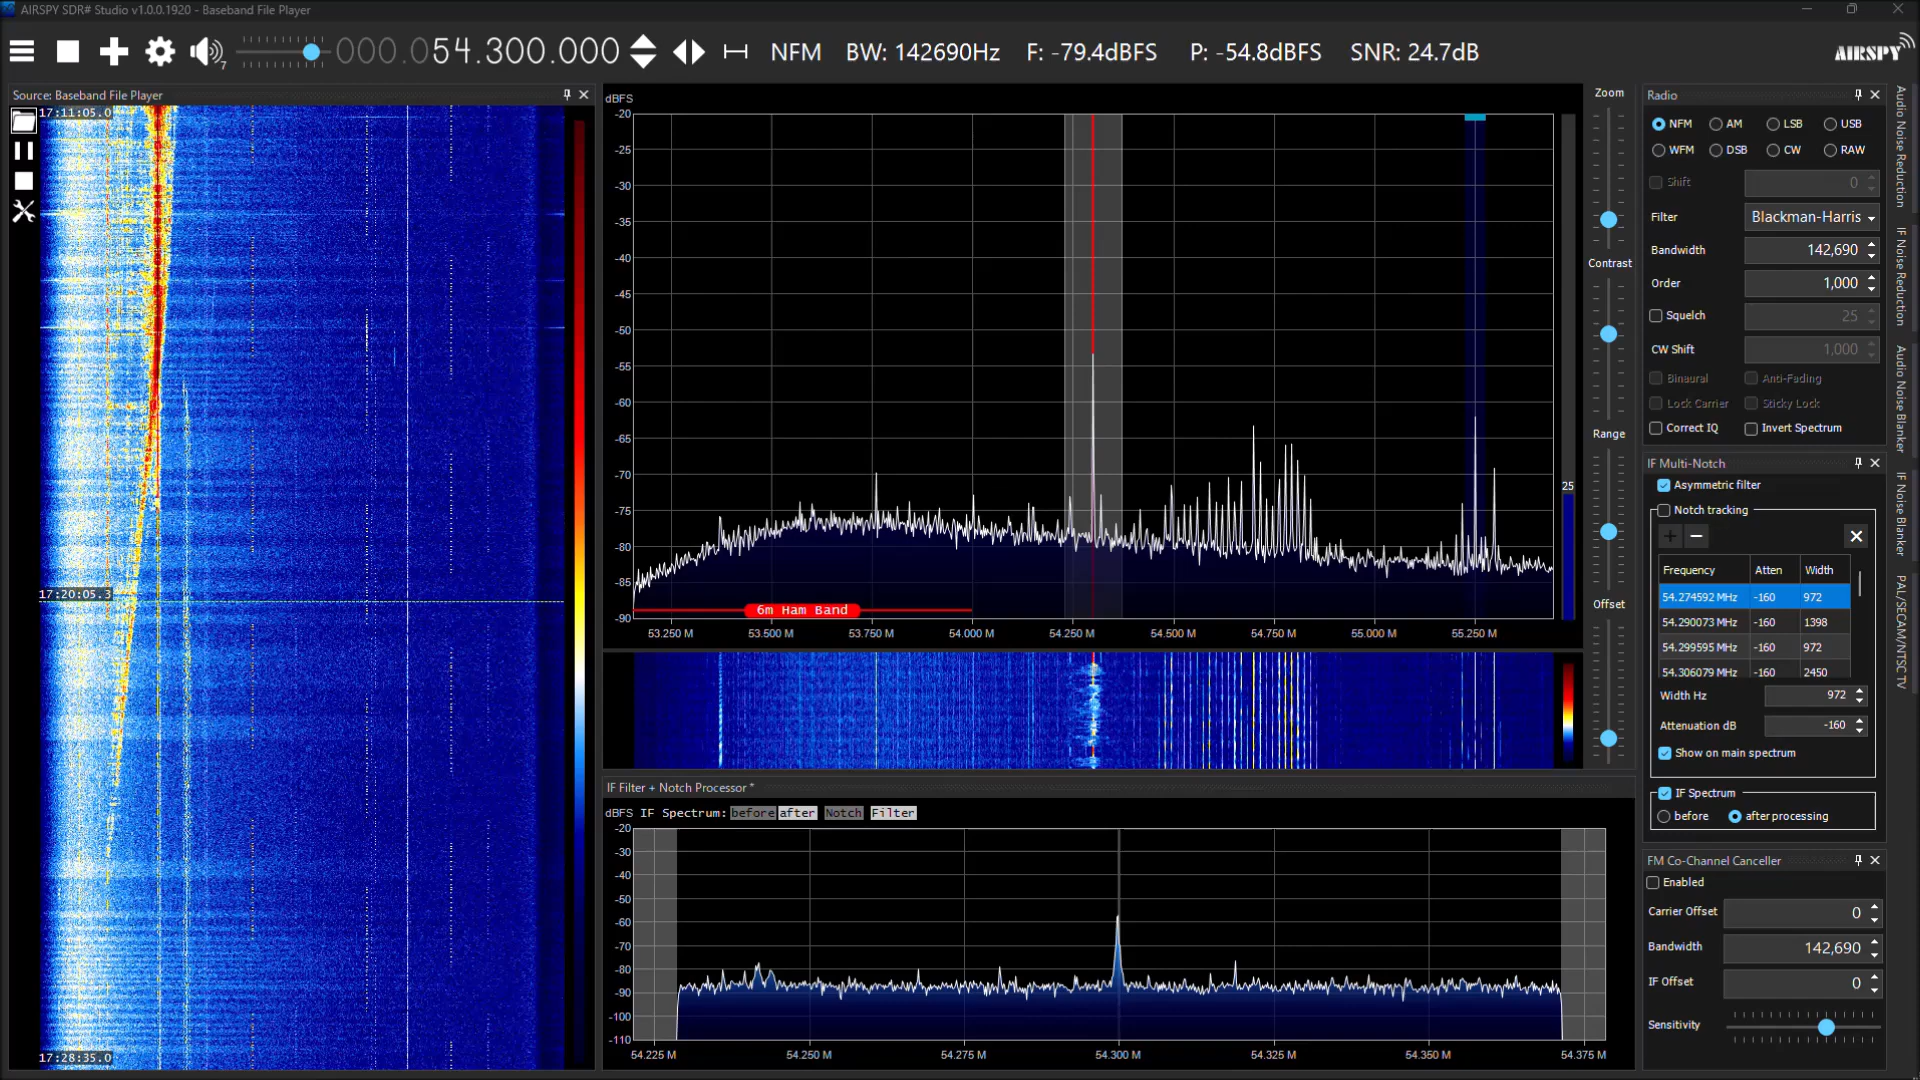 AIRSPY SDR# Studio v1.0.0.1920 - Baseband File Player
7
000.054.300.000
NFM
BW: 142690Hz
F: -79.4dBFS
P: -54.8dBFS
SNR: 24.7dB
AIRSPY
Source: Baseband File Player
17:11:05.0
17:20:05.3
17:28:35.0
dBFS
-20
-25
-30
-35
-40
-45
-50
-55
-60
-65
-70
-75
-80
-85
-90
6m Ham Band
53.250 M
53.500 M
53.750 M
54.000 M
54.250 M
54.500 M
54.750 M
55.000 M
55.250 M
25
Zoom
Contrast
Range
Offset
IF Filter + Notch Processor *
dBFS IF Spectrum: before after Notch Filter
-20
-30
-40
-50
-60
-70
-80
-90
-100
-110
54.225 M
54.250 M
54.275 M
54.300 M
54.325 M
54.350 M
54.375 M
Radio
NFM AM LSB USB
WFM DSB CW RAW
Shift 0
Filter Blackman-Harris
Bandwidth 142,690
Order 1,000
Squelch 25
CW Shift 1,000
Binaural Anti-Fading
Lock Carrier Sticky Lock
Correct IQ Invert Spectrum
IF Multi-Notch
Asymmetric filter
Notch tracking
Frequency Atten Width
54.274592 MHz -160 972
54.290073 MHz -160 1398
54.299595 MHz -160 972
54.306079 MHz -160 2450
Width Hz 972
Attenuation dB -160
Show on main spectrum
IF Spectrum
before after processing
FM Co-Channel Canceller
Enabled
Carrier Offset 0
Bandwidth 142,690
IF Offset 0
Sensitivity
Audio Noise Reduction
IF Noise Reduction
Audio Noise Blanker
IF Noise Blanker
PAL/SECAM/NTSC TV